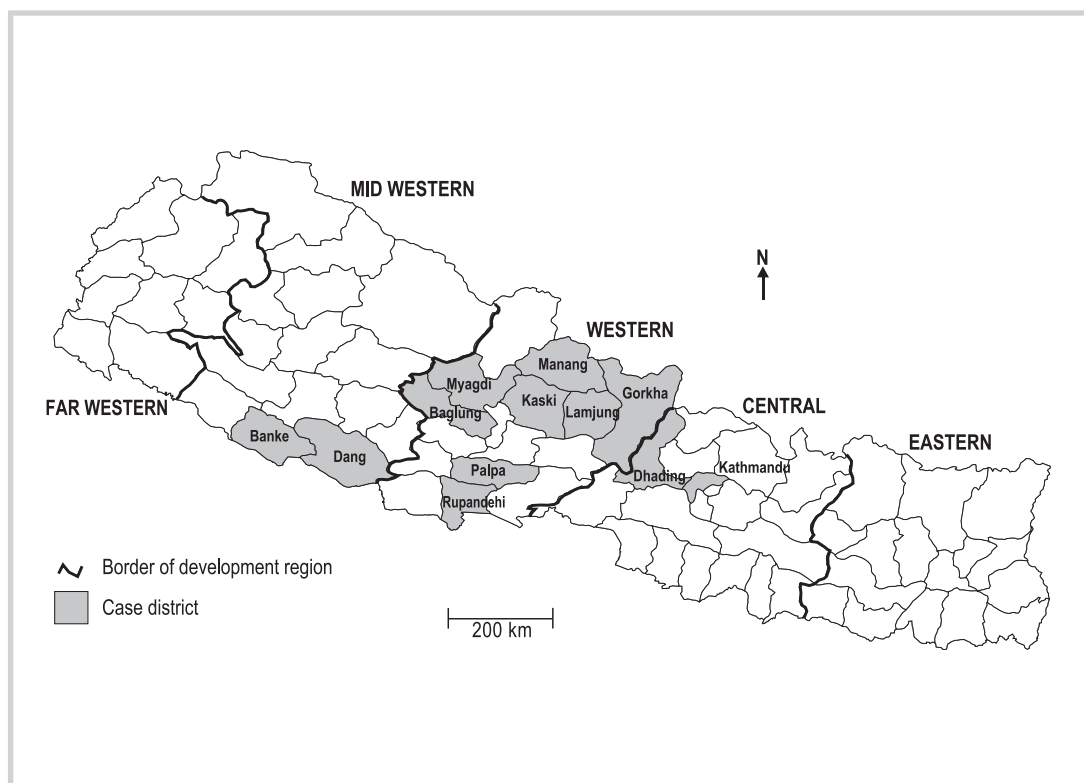 MID WESTERN
N
WESTERN
Manang
Myagdi
Gorkha
Kaski
Lamjung
FAR WESTERN
Baglung
CENTRAL
Banke
EASTERN
Dang
Palpa
Kathmandu
Dhading
Rupandehi
Border of development region
Case district
200 km